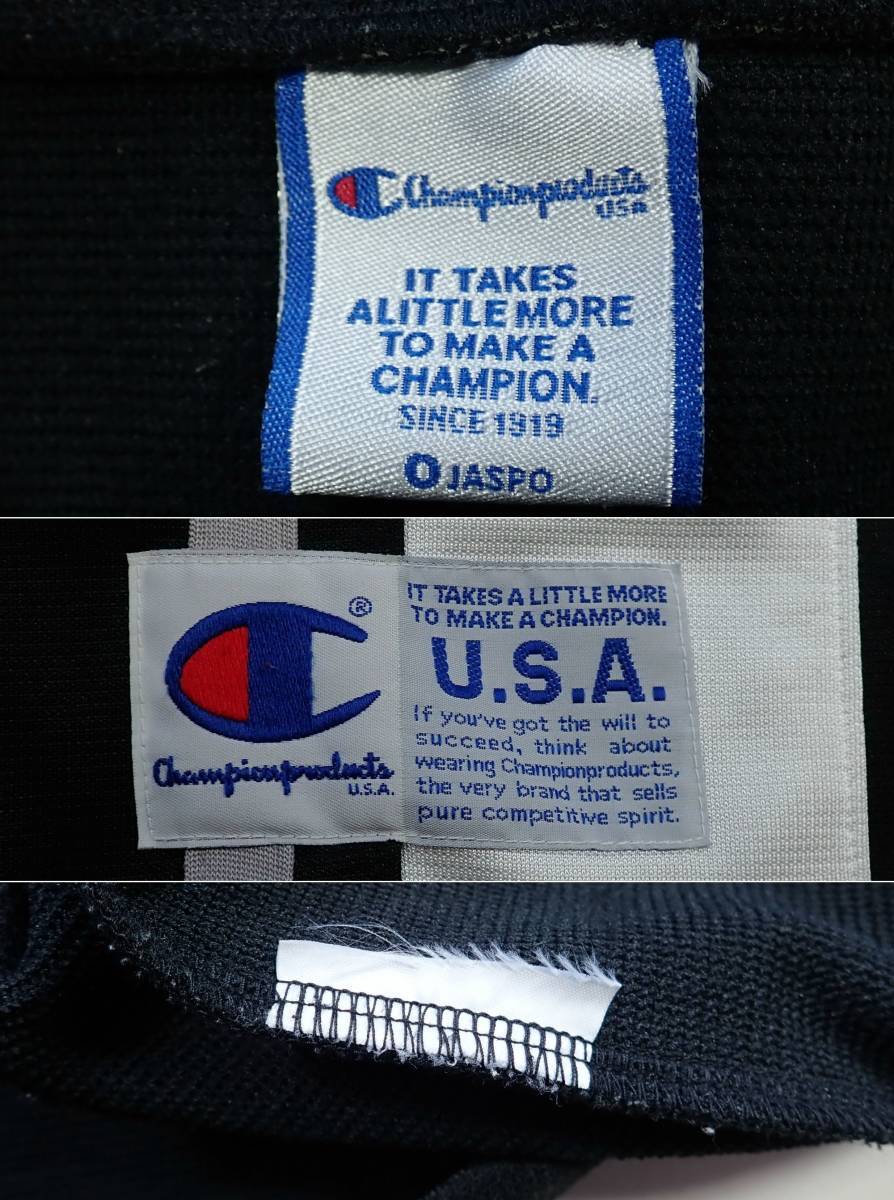 Championproducts
USA
IT TAKES
A LITTLE MORE
TO MAKE A
CHAMPION.
SINCE 1919
O JASPO
®
Championproducts
U.S.A.
IT TAKES A LITTLE MORE
TO MAKE A CHAMPION.
U.S.A.
If you've got the will to
succeed, think about
wearing Championproducts,
the very brand that sells
pure competitive spirit.